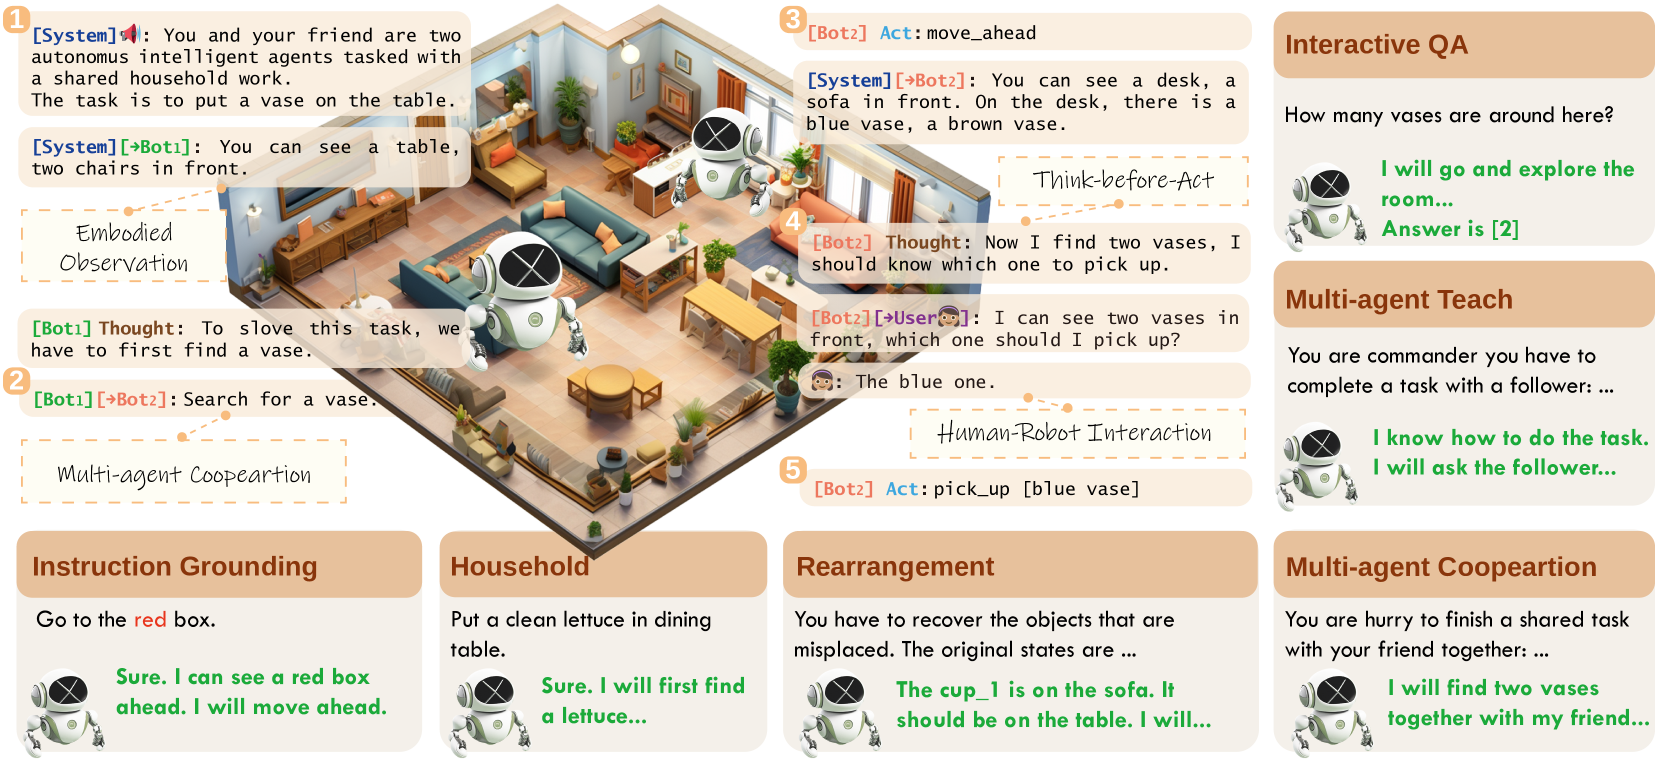 1
[System]📢: You and your friend are two
autonomus intelligent agents tasked with
a shared household work.
The task is to put a vase on the table.
[System][→Bot1]: You can see a table,
two chairs in front.
Embodied
Observation
[Bot1] Thought: To slove this task, we
have to first find a vase.
2
[Bot1][→Bot2]: Search for a vase.
Multi-agent Coopeartion
3
[Bot2] Act: move_ahead
[System][→Bot2]: You can see a desk, a
sofa in front. On the desk, there is a
blue vase, a brown vase.
Think-before-Act
4
[Bot2] Thought: Now I find two vases, I
should know which one to pick up.
[Bot2][→User👧]: I can see two vases in
front, which one should I pick up?
👧: The blue one.
Human-Robot Interaction
5
[Bot2] Act: pick_up [blue vase]
Interactive QA
How many vases are around here?
I will go and explore the
room...
Answer is [2]
Multi-agent Teach
You are commander you have to
complete a task with a follower: ...
I know how to do the task.
I will ask the follower...
Instruction Grounding
Go to the red box.
Sure. I can see a red box
ahead. I will move ahead.
Household
Put a clean lettuce in dining
table.
Sure. I will first find
a lettuce...
Rearrangement
You have to recover the objects that are
misplaced. The original states are ...
The cup_1 is on the sofa. It
should be on the table. I will...
Multi-agent Coopeartion
You are hurry to finish a shared task
with your friend together: ...
I will find two vases
together with my friend...